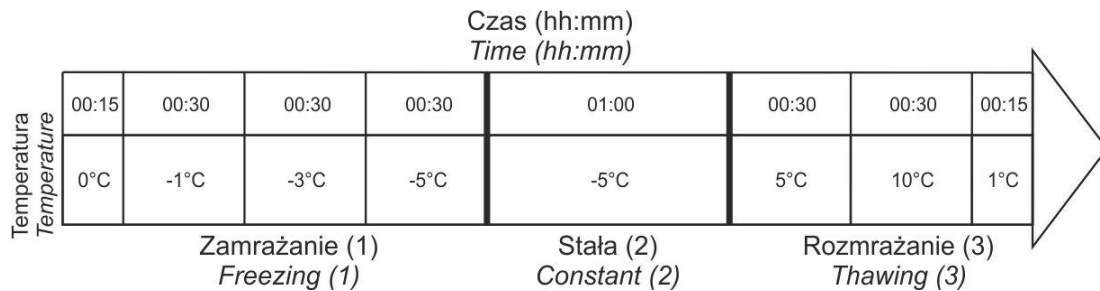 Czas (hh:mm)
Time (hh:mm)
00:15 00:30 00:30 00:30 01:00 00:30 00:30 00:15
Temperatura
Temperature
0°C -1°C -3°C -5°C -5°C 5°C 10°C 1°C
Zamrażanie (1) Stała (2) Rozmrażanie (3)
Freezing (1) Constant (2) Thawing (3)